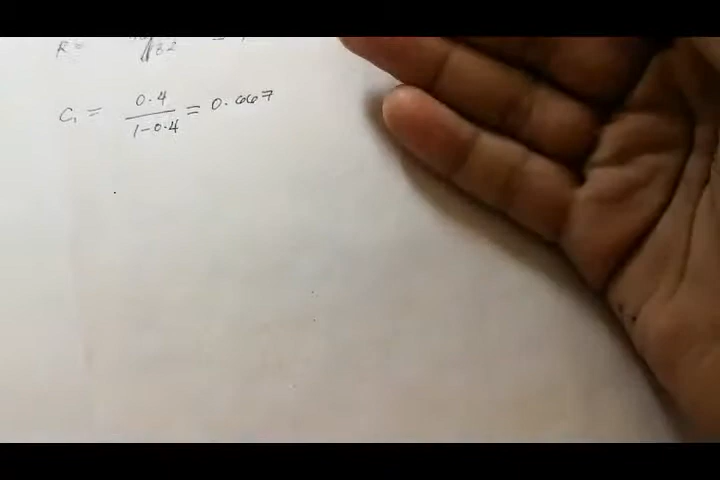 C₁ = 0.4 / 1-0.4 = 0.667